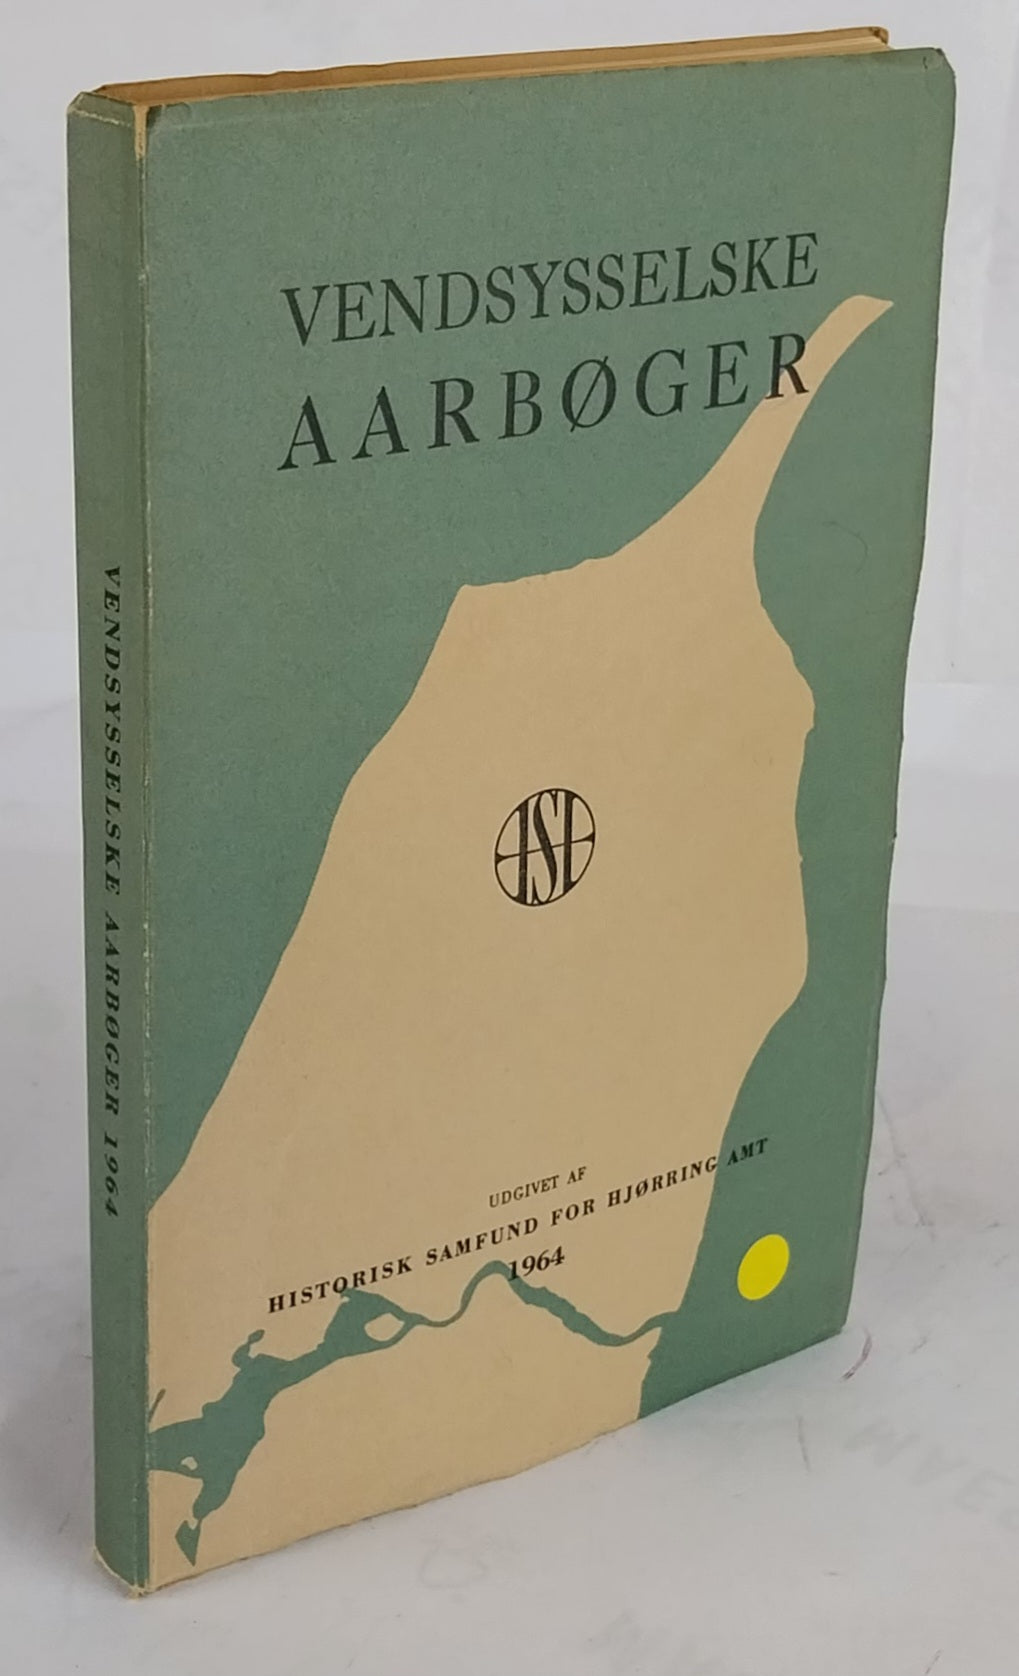 VENDSYSSELSKE
AARBØGER
UDGIVET AF
HISTORISK SAMFUND FOR HJØRRING AMT
1964
VENDSYSSELSKE AARBØGER 1964